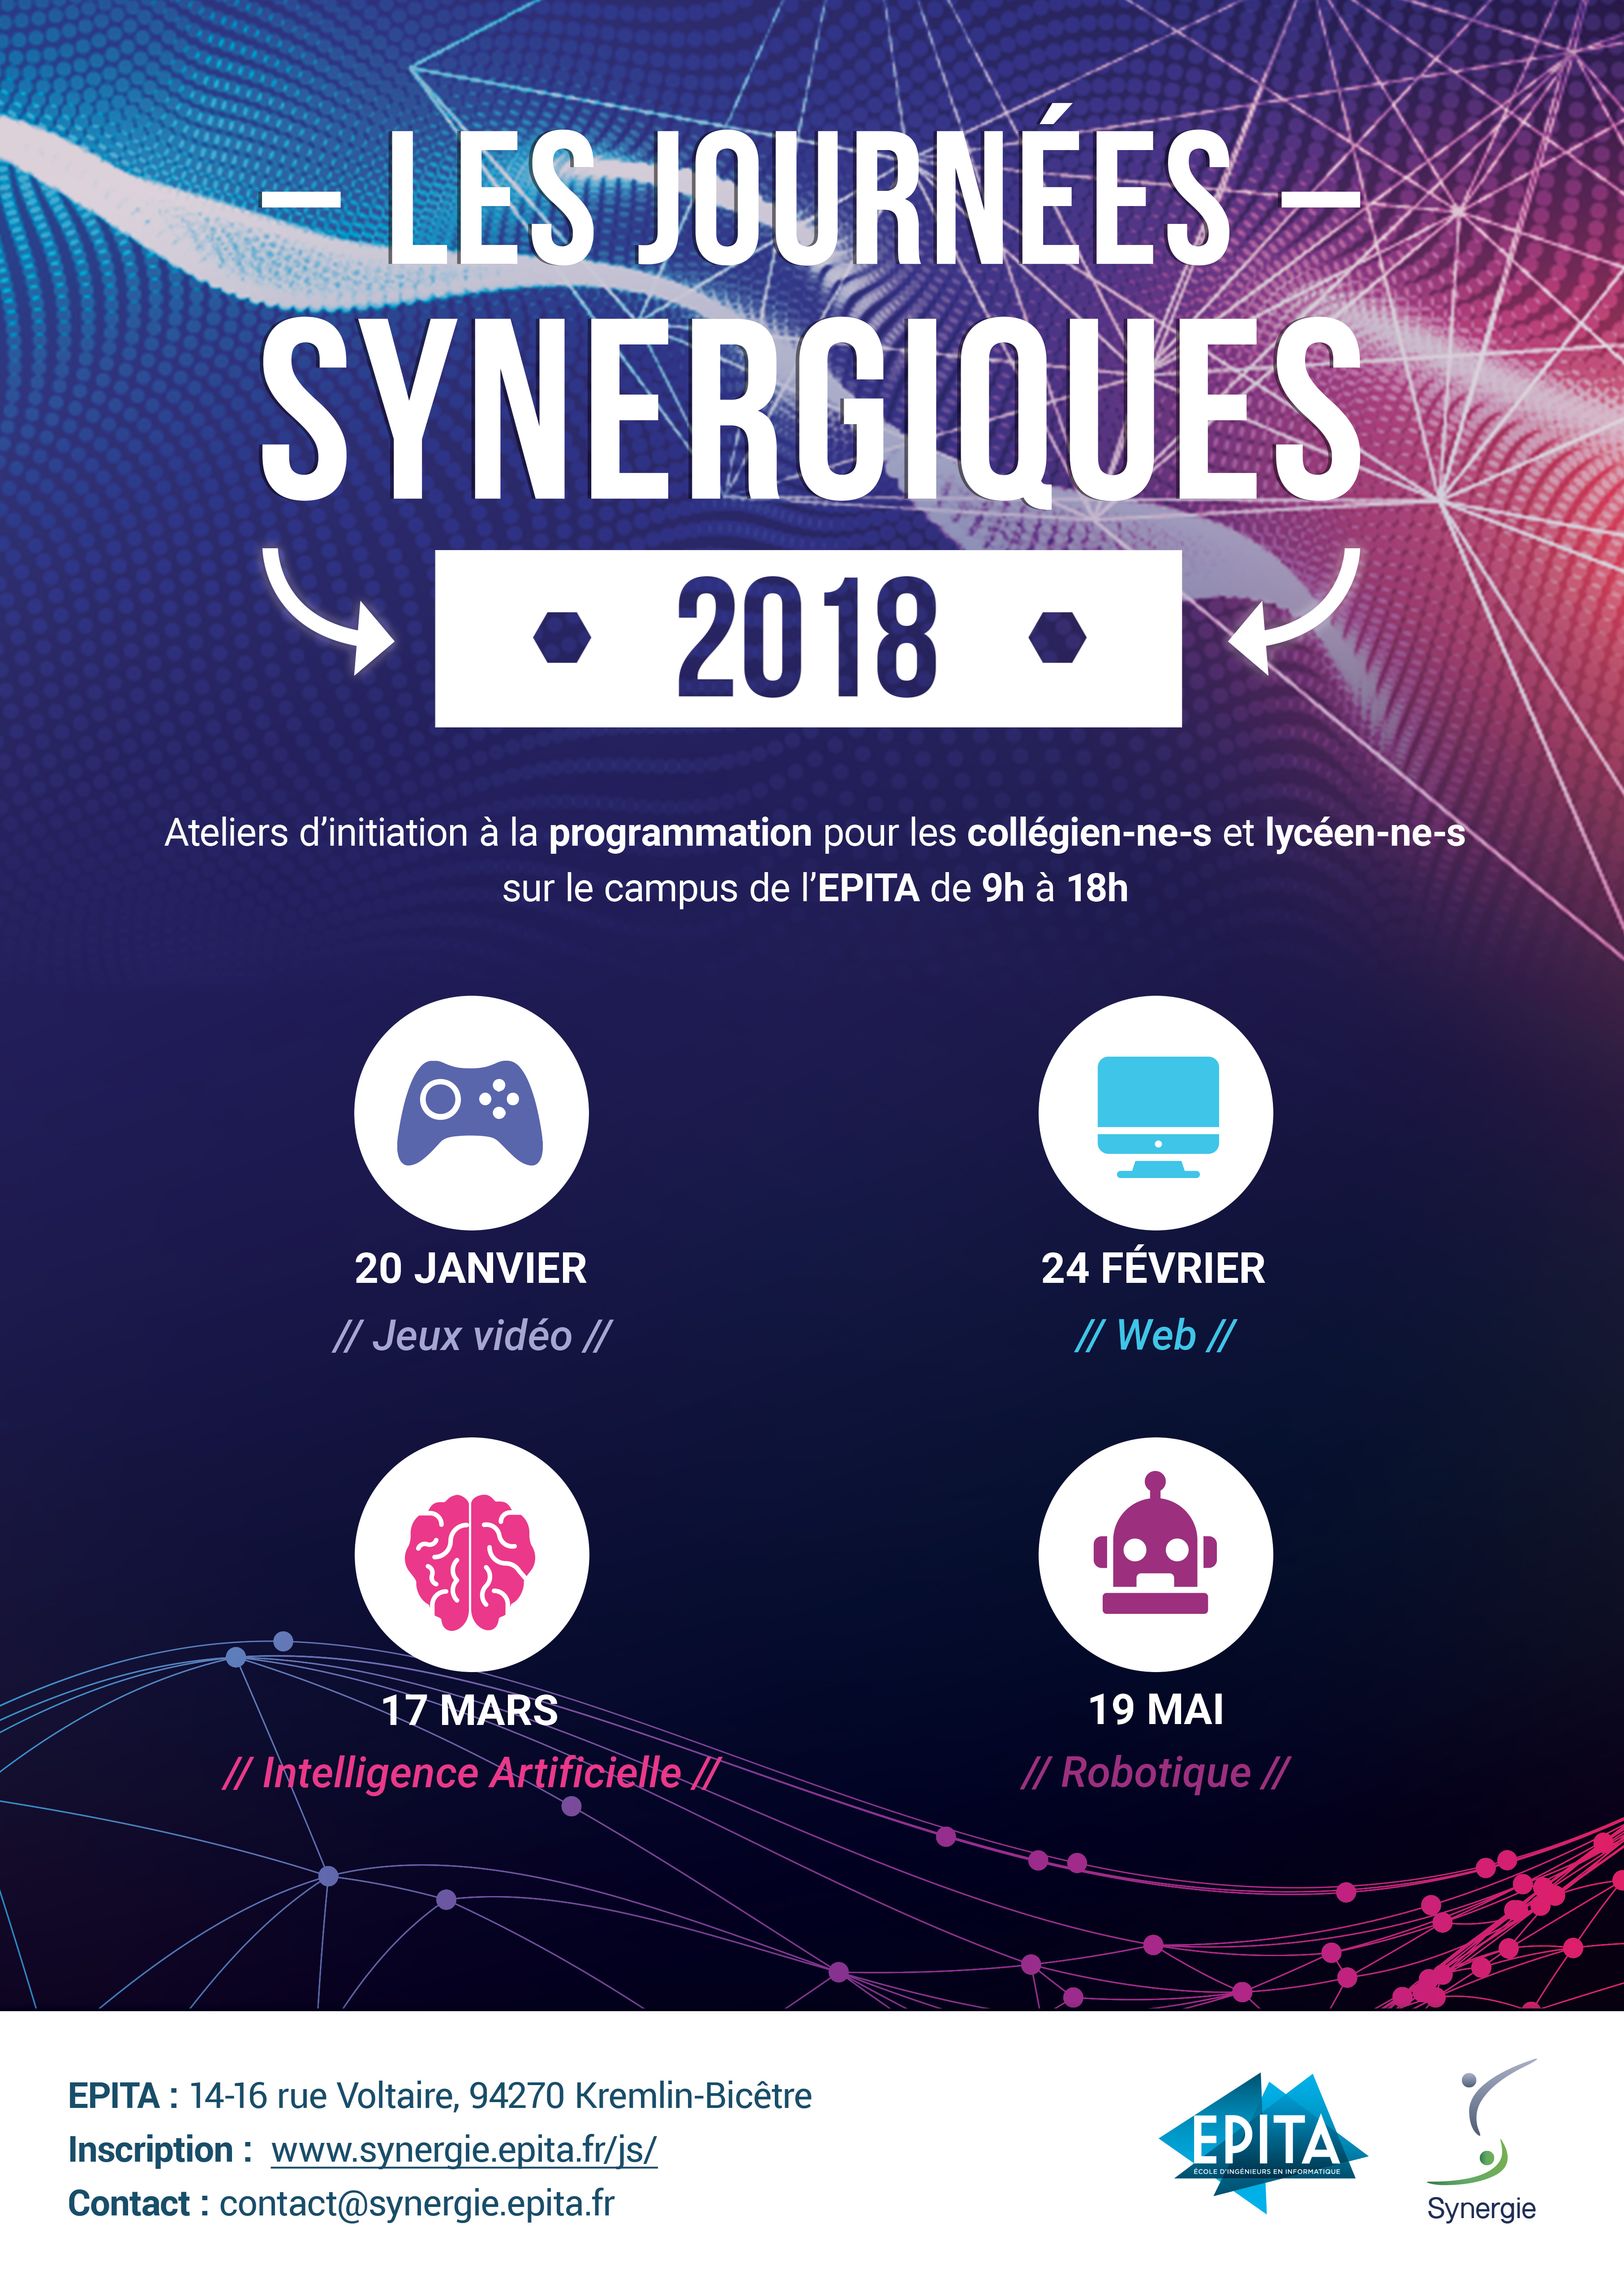 – LES JOURNÉES –
SYNERGIQUES
2018
Ateliers d’initiation à la programmation pour les collégien-ne-s et lycéen-ne-s
sur le campus de l’EPITA de 9h à 18h
20 JANVIER
// Jeux vidéo //
24 FÉVRIER
// Web //
17 MARS
// Intelligence Artificielle //
19 MAI
// Robotique //
EPITA : 14-16 rue Voltaire, 94270 Kremlin-Bicêtre
Inscription : www.synergie.epita.fr/js/
Contact : contact@synergie.epita.fr
EPITA
ÉCOLE D’INGÉNIEURS EN INFORMATIQUE
Synergie